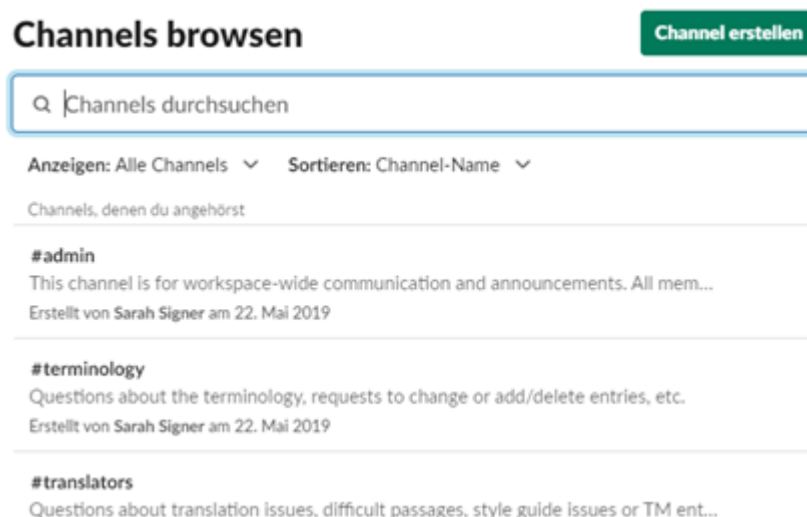 Channels browsen
Channel erstellen
Channels durchsuchen
Anzeigen: Alle Channels Sortieren: Channel-Name
Channels, denen du angehörst
#admin
This channel is for workspace-wide communication and announcements. All mem...
Erstellt von Sarah Signer am 22. Mai 2019
#terminology
Questions about the terminology, requests to change or add/delete entries, etc.
Erstellt von Sarah Signer am 22. Mai 2019
#translators
Questions about translation issues, difficult passages, style guide issues or TM ent...